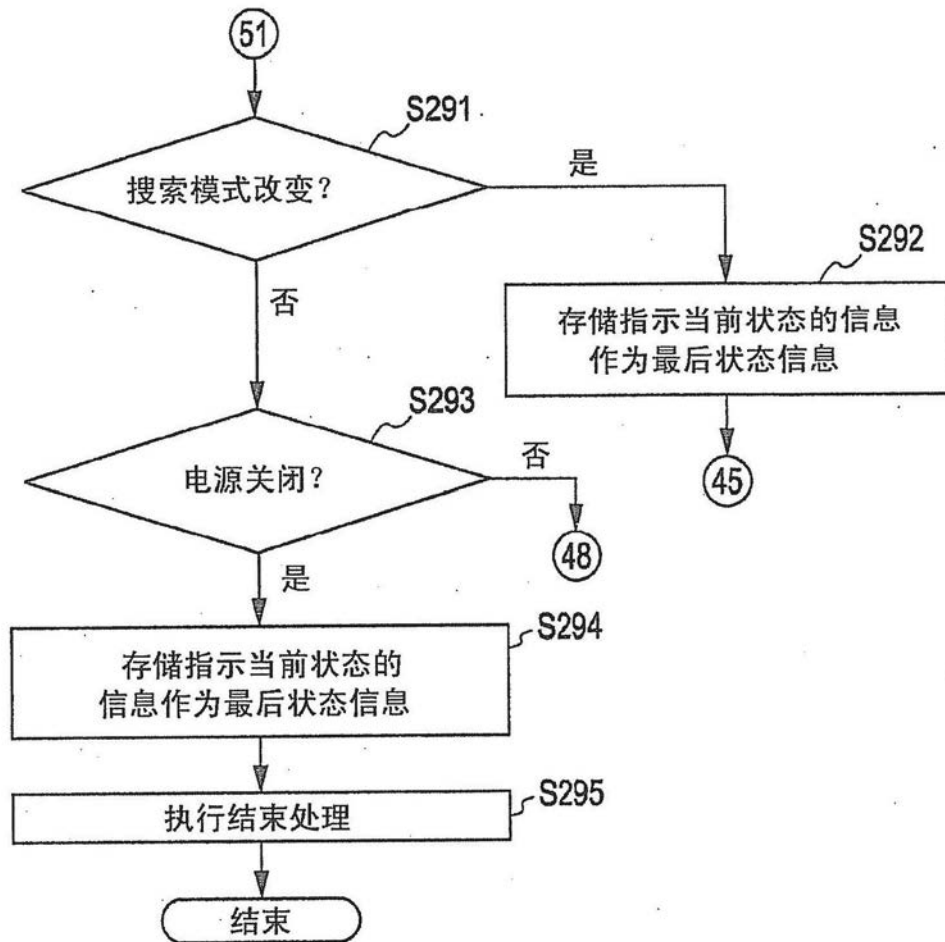 51
S291
搜索模式改变?
是
S292
否
存储指示当前状态的信息
作为最后状态信息
S293
电源关闭?
否
45
48
是
S294
存储指示当前状态的
信息作为最后状态信息
S295
执行结束处理
结束